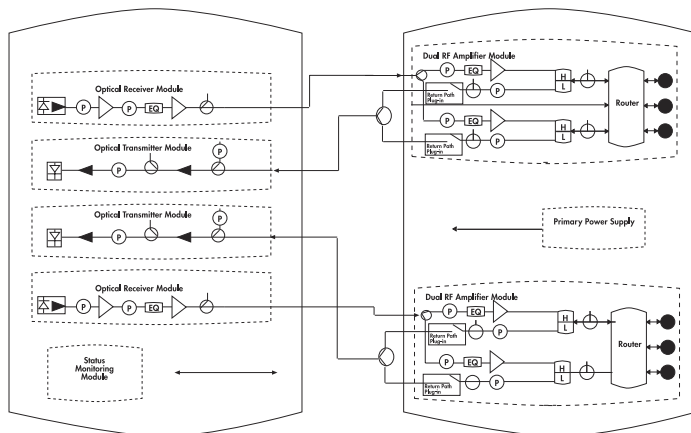 Optical Receiver Module
P
P
EQ
Optical Transmitter Module
P
P
Optical Transmitter Module
P
P
Optical Receiver Module
P
P
EQ
Status
Monitoring
Module
Dual RF Amplifier Module
P
EQ
H
L
Return Path
Plug-in
P
Router
P
EQ
H
L
Return Path
Plug-in
P
Primary Power Supply
Dual RF Amplifier Module
P
EQ
H
L
Return Path
Plug-in
P
Router
P
EQ
H
L
Return Path
Plug-in
P